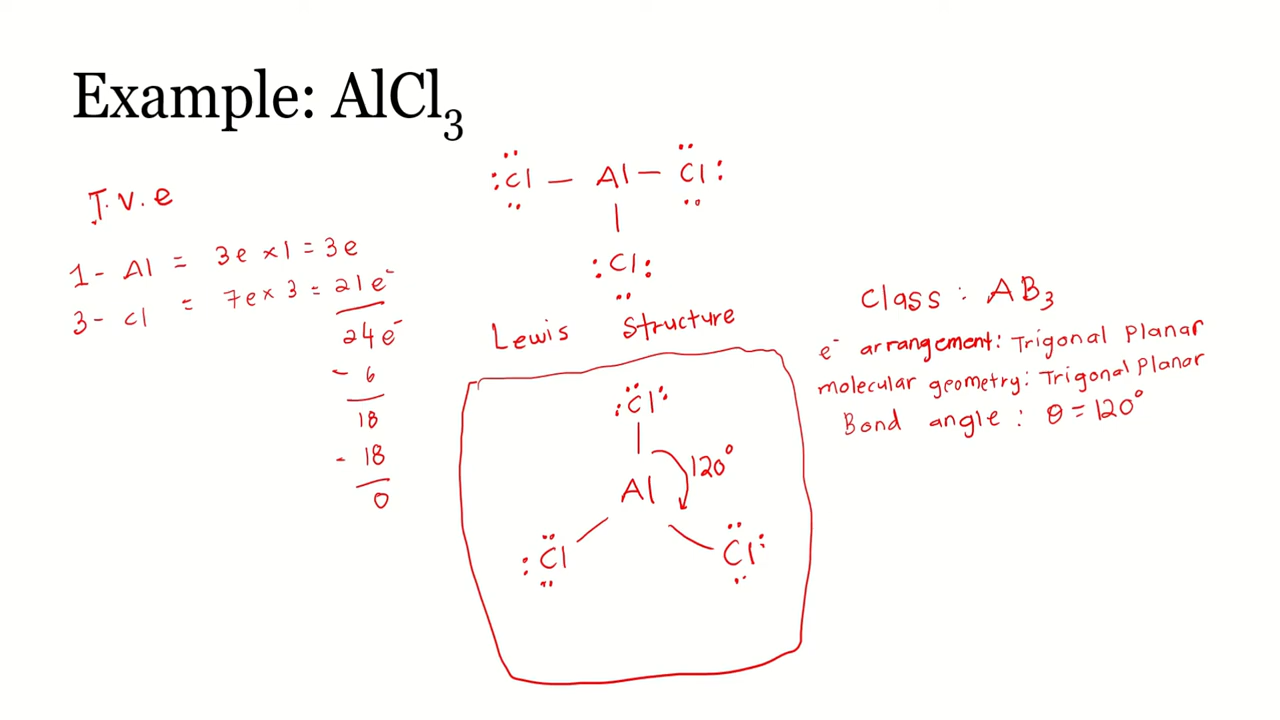 Example: AlCl₃
T.v.e
1- Al = 3e × 1 = 3e
3- Cl = 7e × 3 = 21e⁻
24e⁻
- 6
18
- 18
0
:Cl — Al — Cl:
Cl:
Lewis Structure
:Cl:
Al 120°
:Cl Cl:
Class: AB₃
e⁻ arrangement: Trigonal Planar
molecular geometry: Trigonal Planar
Bond angle: θ = 120°